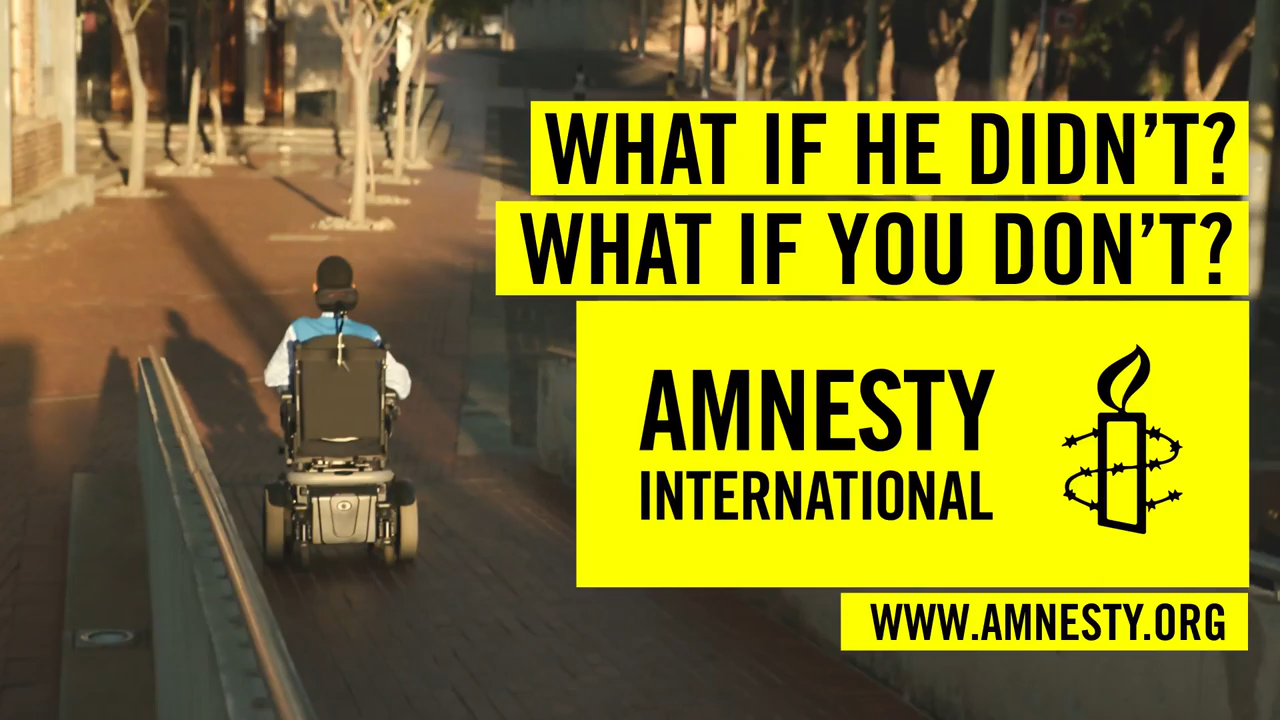 WHAT IF HE DIDN'T?
WHAT IF YOU DON'T?
AMNESTY
INTERNATIONAL
WWW.AMNESTY.ORG